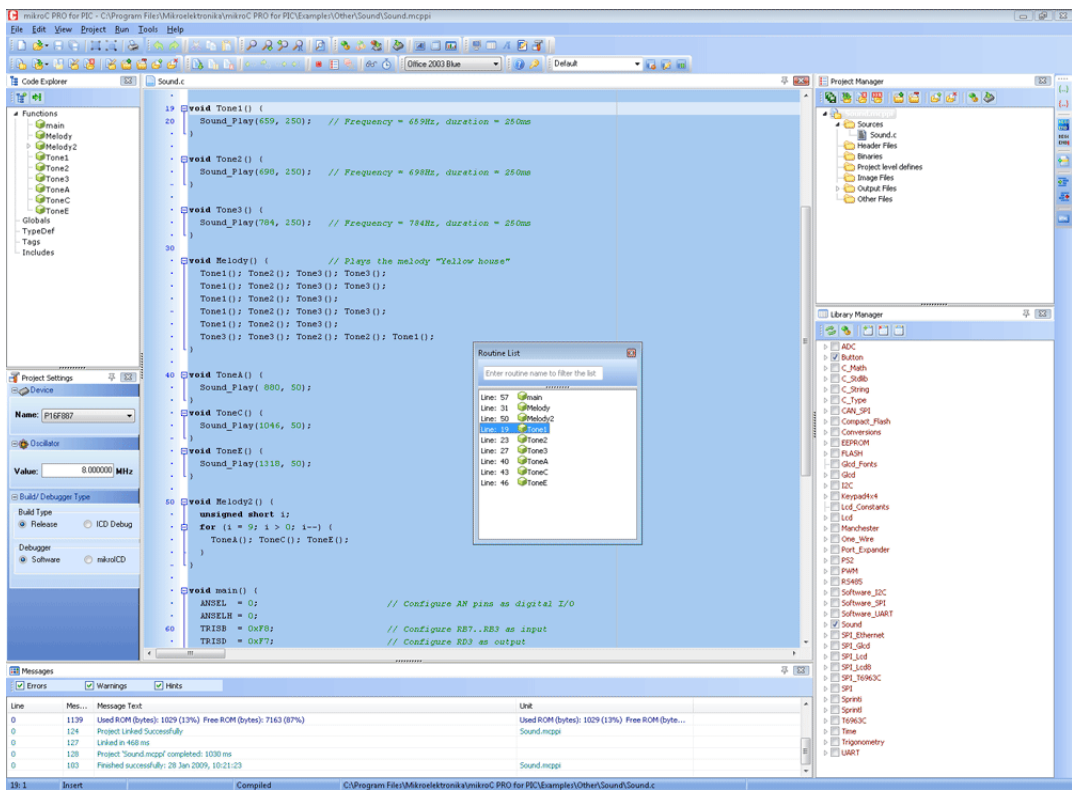 mikroC PRO for PIC - C:\Program Files\Mikroelektronika\mikroC PRO for PIC\Examples\Other\Sound\Sound.mcppi
File Edit View Project Run Tools Help
Office 2003 Blue
Default
Code Explorer
Functions
main
Melody
Melody2
Tone1
Tone2
Tone3
ToneA
ToneC
ToneE
Globals
TypeDef
Tags
Includes
Project Settings
Device
Name: P16F887
Oscillator
Value: 8.000000 MHz
Build/ Debugger Type
Build Type
Release ICD Debug
Debugger
Software mikroICD
Sound.c
19 void Tone1() {
20 Sound_Play(659, 250); // Frequency = 659Hz, duration = 250ms
}
void Tone2() {
Sound_Play(698, 250); // Frequency = 698Hz, duration = 250ms
}
void Tone3() {
Sound_Play(784, 250); // Frequency = 784Hz, duration = 250ms
}
30
void Melody() { // Plays the melody "Yellow house"
Tone1(); Tone2(); Tone3(); Tone3();
Tone1(); Tone2(); Tone3(); Tone3();
Tone1(); Tone2(); Tone3();
Tone1(); Tone2(); Tone3(); Tone3();
Tone1(); Tone2(); Tone3();
Tone3(); Tone3(); Tone2(); Tone2(); Tone1();
}
40 void ToneA() {
Sound_Play( 880, 50);
}
void ToneC() {
Sound_Play(1046, 50);
}
void ToneE() {
Sound_Play(1318, 50);
}
50 void Melody2() {
unsigned short i;
for (i = 9; i > 0; i--) {
ToneA(); ToneC(); ToneE();
}
}
void main() {
ANSEL = 0; // Configure AN pins as digital I/O
ANSELH = 0;
60 TRISB = 0xF8; // Configure RB7..RB3 as input
TRISD = 0xF7; // Configure RD3 as output
Routine List
Enter routine name to filter the list
Line: 57 main
Line: 31 Melody
Line: 50 Melody2
Line: 19 Tone1
Line: 23 Tone2
Line: 27 Tone3
Line: 40 ToneA
Line: 43 ToneC
Line: 46 ToneE
Project Manager
Sound.mcppi
Sources
Sound.c
Header Files
Binaries
Project level defines
Image Files
Output Files
Other Files
Library Manager
ADC
Button
C_Math
C_Stdlib
C_String
C_Type
CAN_SPI
Compact_Flash
Conversions
EEPROM
FLASH
Glcd_Fonts
Glcd
I2C
Keypad4x4
Lcd_Constants
Lcd
Manchester
One_Wire
Port_Expander
PS2
PWM
RS485
Software_I2C
Software_SPI
Software_UART
Sound
SPI_Ethernet
SPI_Glcd
SPI_Lcd
SPI_Lcd8
SPI_T6963C
SPI
Sprinti
Sprintl
T6963C
Time
Trigonometry
UART
Messages
Errors Warnings Hints
Line Mes... Message Text Unit
0 1139 Used ROM (bytes): 1029 (13%) Free ROM (bytes): 7163 (87%) Used ROM (bytes): 1029 (13%) Free ROM (byte...
0 124 Project Linked Successfully Sound.mcppi
0 127 Linked in 468 ms
0 128 Project 'Sound.mcppi' completed: 1030 ms
0 103 Finished successfully: 28 Jan 2009, 10:21:23 Sound.mcppi
19: 1 Insert Compiled C:\Program Files\Mikroelektronika\mikroC PRO for PIC\Examples\Other\Sound\Sound.c